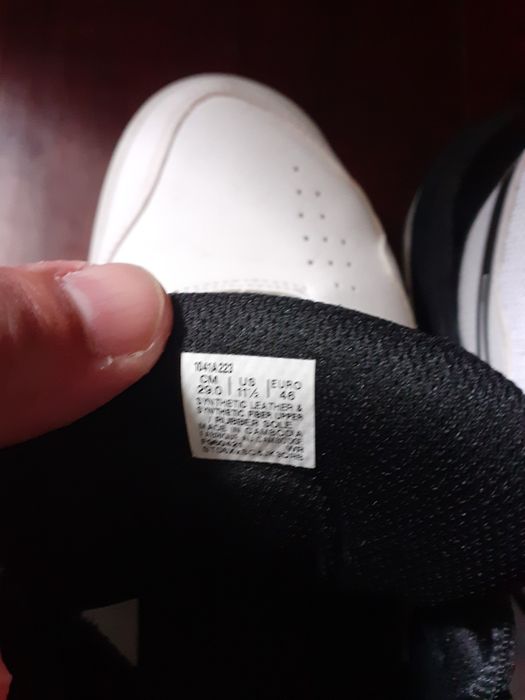 1041A223
CM | US | EURO
29.0 | 11½ | 46
SYNTHETIC LEATHER &
SYNTHETIC FIBER UPPER
/ RUBBER SOLE
MADE IN CAMBODIA
WR